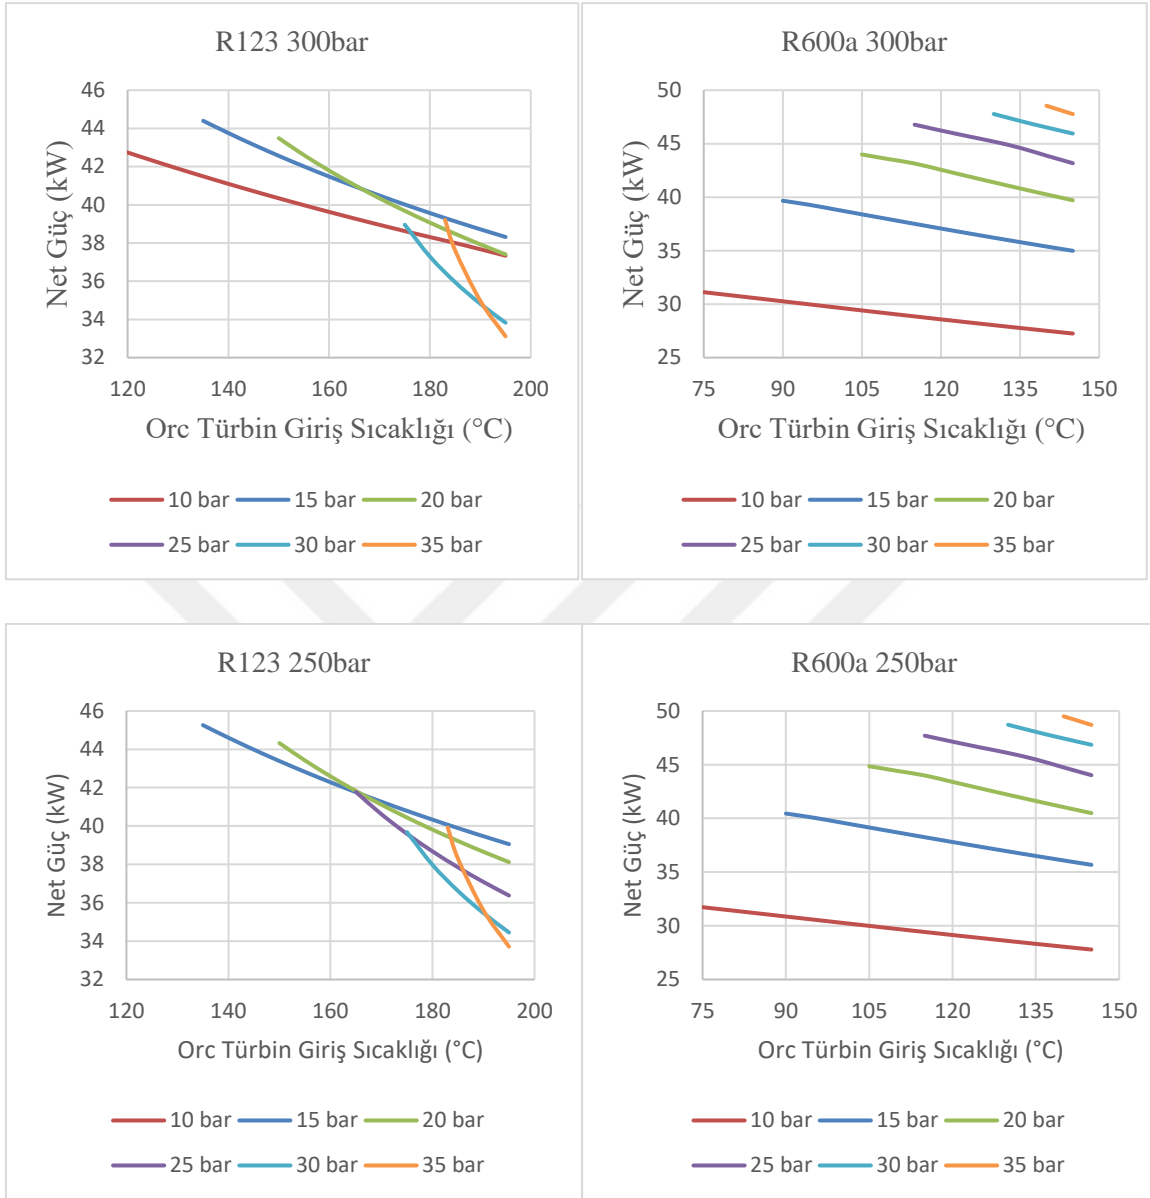 R123 300bar
46
44
42
40
38
36
34
32
Net Güç (kW)
120 140 160 180 200
Orc Türbin Giriş Sıcaklığı (°C)
10 bar 15 bar 20 bar
25 bar 30 bar 35 bar
R600a 300bar
50
45
40
35
30
25
Net Güç (kW)
75 90 105 120 135 150
Orc Türbin Giriş Sıcaklığı (°C)
10 bar 15 bar 20 bar
25 bar 30 bar 35 bar
R123 250bar
46
44
42
40
38
36
34
32
Net Güç (kW)
120 140 160 180 200
Orc Türbin Giriş Sıcaklığı (°C)
10 bar 15 bar 20 bar
25 bar 30 bar 35 bar
R600a 250bar
50
45
40
35
30
25
Net Güç (kW)
75 90 105 120 135 150
Orc Türbin Giriş Sıcaklığı (°C)
10 bar 15 bar 20 bar
25 bar 30 bar 35 bar